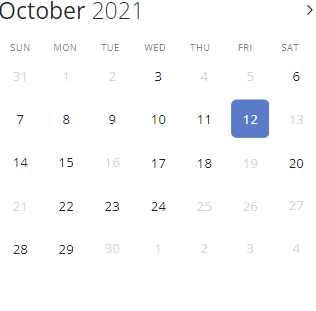 October 2021
SUN MON TUE WED THU FRI SAT
31 1 2 3 4 5 6
7 8 9 10 11 12 13
14 15 16 17 18 19 20
21 22 23 24 25 26 27
28 29 30 1 2 3 4